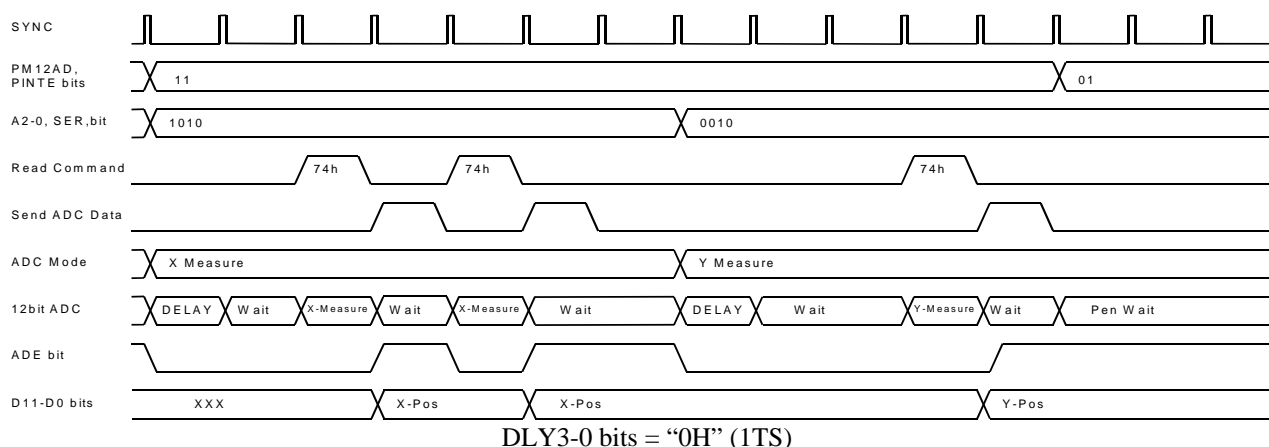 SYNC
PM12AD,
PINTE bits
11
01
A2-0, SER,bit
1010
0010
Read Command
74h
74h
74h
Send ADC Data
ADC Mode
X Measure
Y Measure
12bit ADC
DELAY
Wait
X-Measure
Wait
X-Measure
Wait
DELAY
Wait
Y-Measure
Wait
Pen Wait
ADE bit
D11-D0 bits
XXX
X-Pos
X-Pos
Y-Pos
DLY3-0 bits = “0H” (1TS)